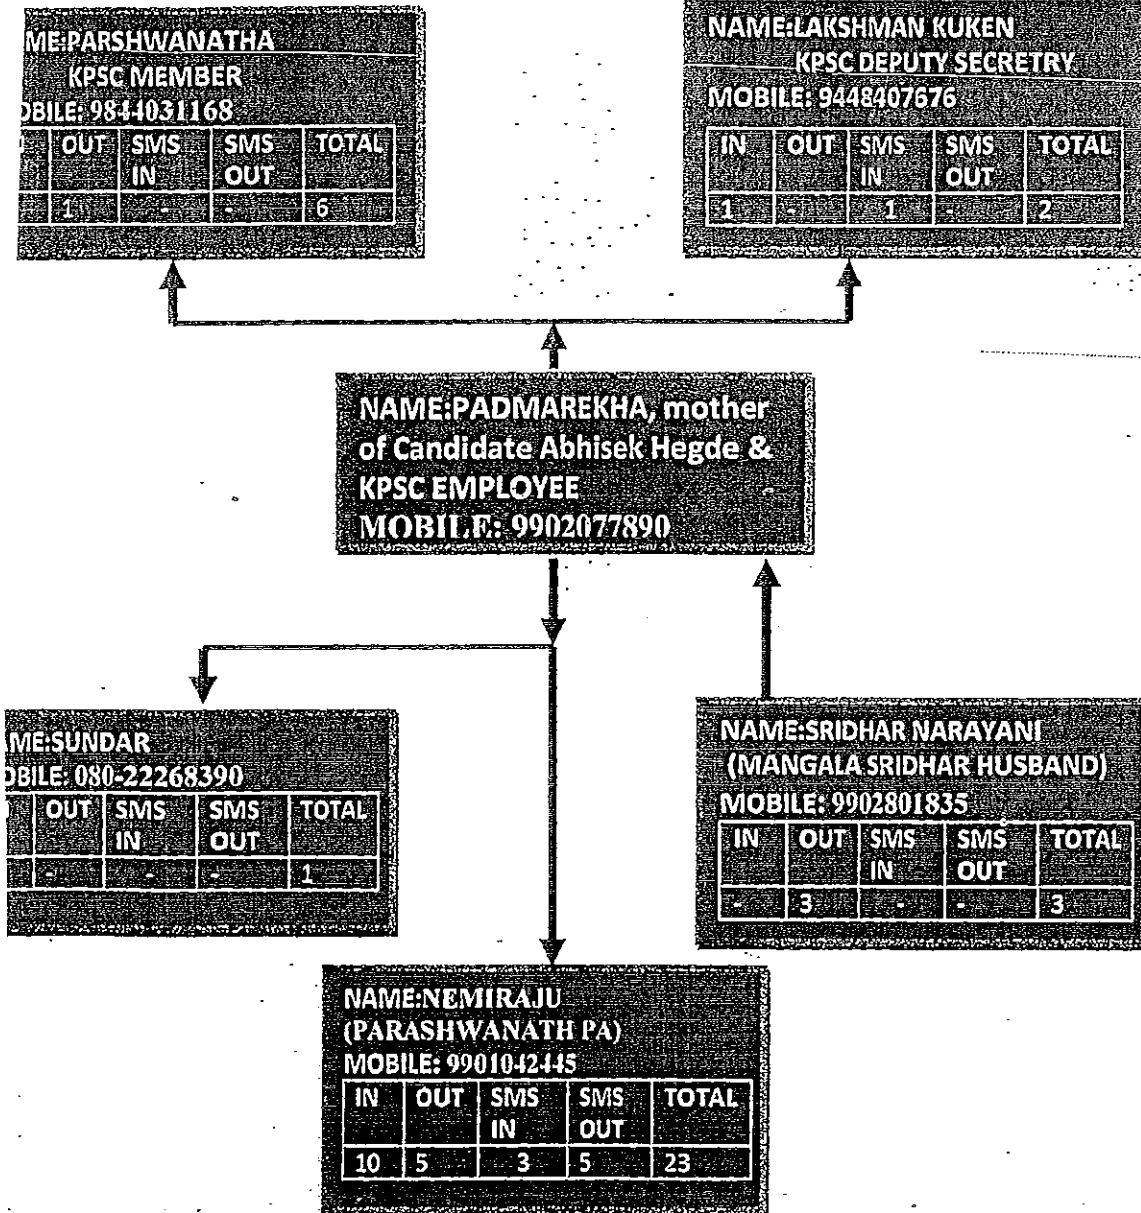 ME:PARSHWANATHA
KPSC MEMBER
OBILE: 9844031168
OUT SMS IN SMS OUT TOTAL
1 - - 6
NAME:LAKSHMAN KUKEN
KPSC DEPUTY SECRETRY
MOBILE: 9448407676
IN OUT SMS IN SMS OUT TOTAL
1 - 1 - 2
NAME:PADMAREKHA, mother
of Candidate Abhisek Hegde &
KPSC EMPLOYEE
MOBILE: 9902077890
ME:SUNDAR
OBILE: 080-22268390
OUT SMS IN SMS OUT TOTAL
- - - 1
NAME:SRIDHAR NARAYANI
(MANGALA SRIDHAR HUSBAND)
MOBILE: 9902801835
IN OUT SMS IN SMS OUT TOTAL
- 3 - - 3
NAME:NEMIRAJU
(PARASHWANATH PA)
MOBILE: 9901042445
IN OUT SMS IN SMS OUT TOTAL
10 5 3 5 23